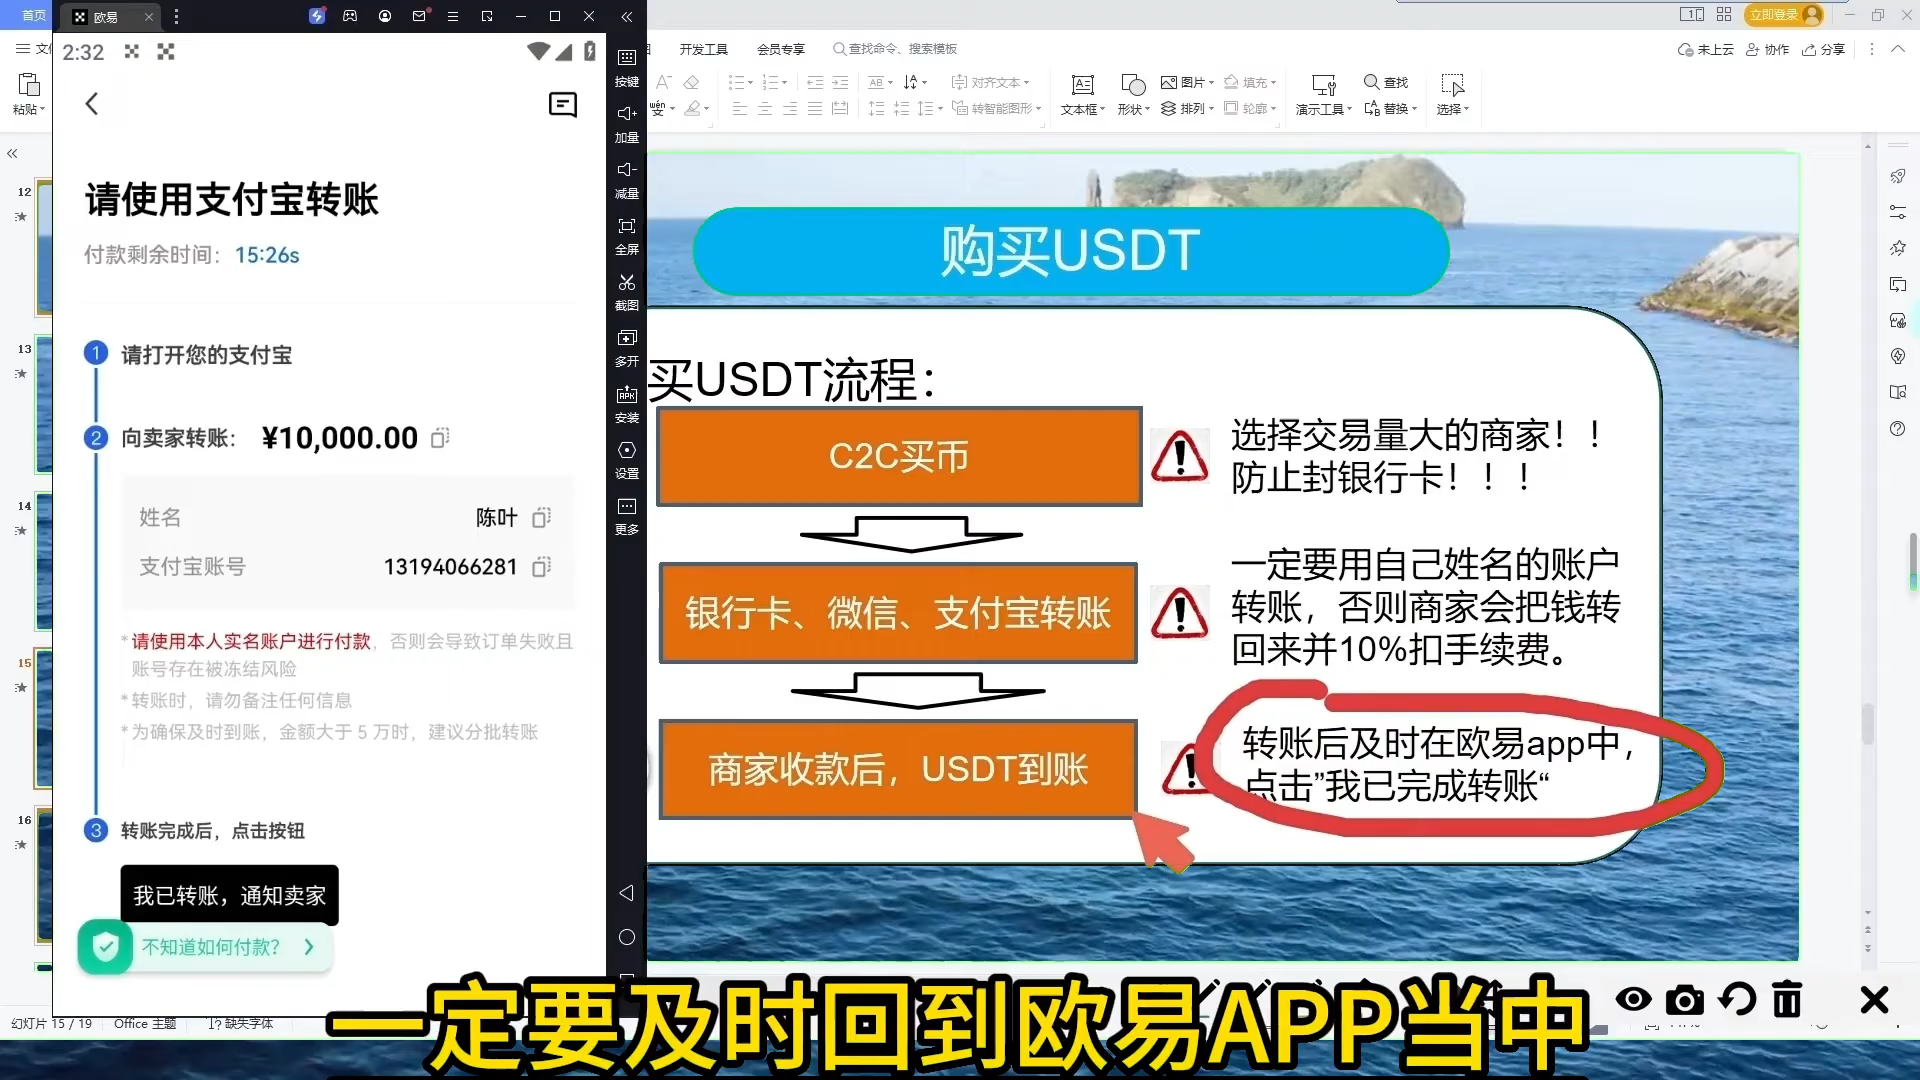 首页
欧易
2:32
请使用支付宝转账
付款剩余时间： 15:26s
1 请打开您的支付宝
2 向卖家转账： ¥10,000.00
姓名 陈叶
支付宝账号 13194066281
*请使用本人实名账户进行付款，否则会导致订单失败且
账号存在被冻结风险
*转账时，请勿备注任何信息
*为确保及时到账，金额大于 5 万时，建议分批转账
3 转账完成后，点击按钮
我已转账，通知卖家
不知道如何付款？
按键
加量
减量
全屏
截图
多开
APK
安装
设置
更多
立即登录
开发工具
会员专享
查找命令、搜索模板
未上云
协作
分享
粘贴
对齐文本
转智能图形
文本框
形状
图片
排列
填充
轮廓
演示工具
查找
替换
选择
12
13
14
15
16
购买USDT
买USDT流程：
C2C买币
选择交易量大的商家！！
防止封银行卡！！！
银行卡、微信、支付宝转账
一定要用自己姓名的账户
转账，否则商家会把钱转
回来并10%扣手续费。
商家收款后，USDT到账
转账后及时在欧易app中，
点击”我已完成转账“
幻灯片 15 / 19
Office 主题
缺失字体
一定要及时回到欧易APP当中